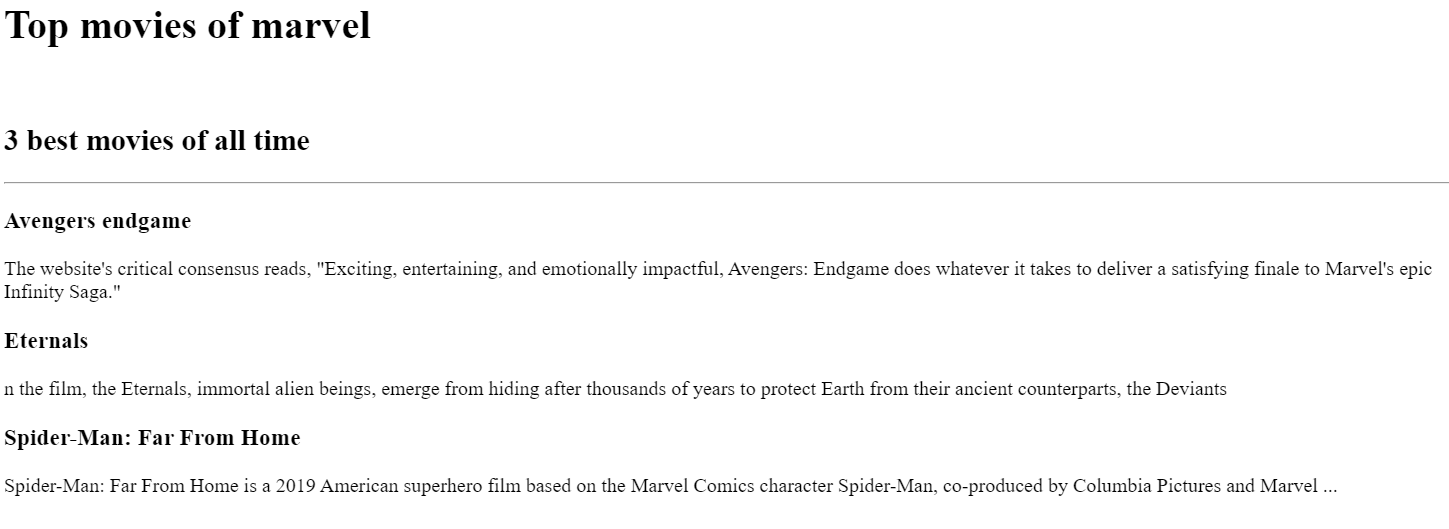 Top movies of marvel
3 best movies of all time
Avengers endgame
The website's critical consensus reads, "Exciting, entertaining, and emotionally impactful, Avengers: Endgame does whatever it takes to deliver a satisfying finale to Marvel's epic
Infinity Saga."
Eternals
n the film, the Eternals, immortal alien beings, emerge from hiding after thousands of years to protect Earth from their ancient counterparts, the Deviants
Spider-Man: Far From Home
Spider-Man: Far From Home is a 2019 American superhero film based on the Marvel Comics character Spider-Man, co-produced by Columbia Pictures and Marvel ...